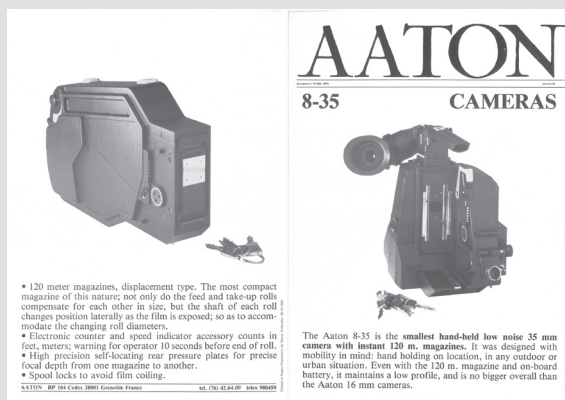 • 120 meter magazines, displacement type. The most compact
magazine of this nature; not only do the feed and take-up rolls
compensate for each other in size, but the shaft of each roll
changes position laterally as the film is exposed; so as to accom-
modate the changing roll diameters.
• Electronic counter and speed indicator accessory counts in
feet, meters; warning for operator 10 seconds before end of roll.
• High precision self-locating rear pressure plates for precise
focal depth from one magazine to another.
• Spool locks to avoid film coiling.
AATON BP 104 Cedex 38001 Grenoble France tel. (76) 42.64.09 telex 980459
AATON
8-35 CAMERAS
The Aaton 8-35 is the smallest hand-held low noise 35 mm
camera with instant 120 m. magazines. It was designed with
mobility in mind: hand holding on location, in any outdoor or
urban situation. Even with the 120 m. magazine and on-board
battery, it maintains a low profile, and is no bigger overall than
the Aaton 16 mm cameras.